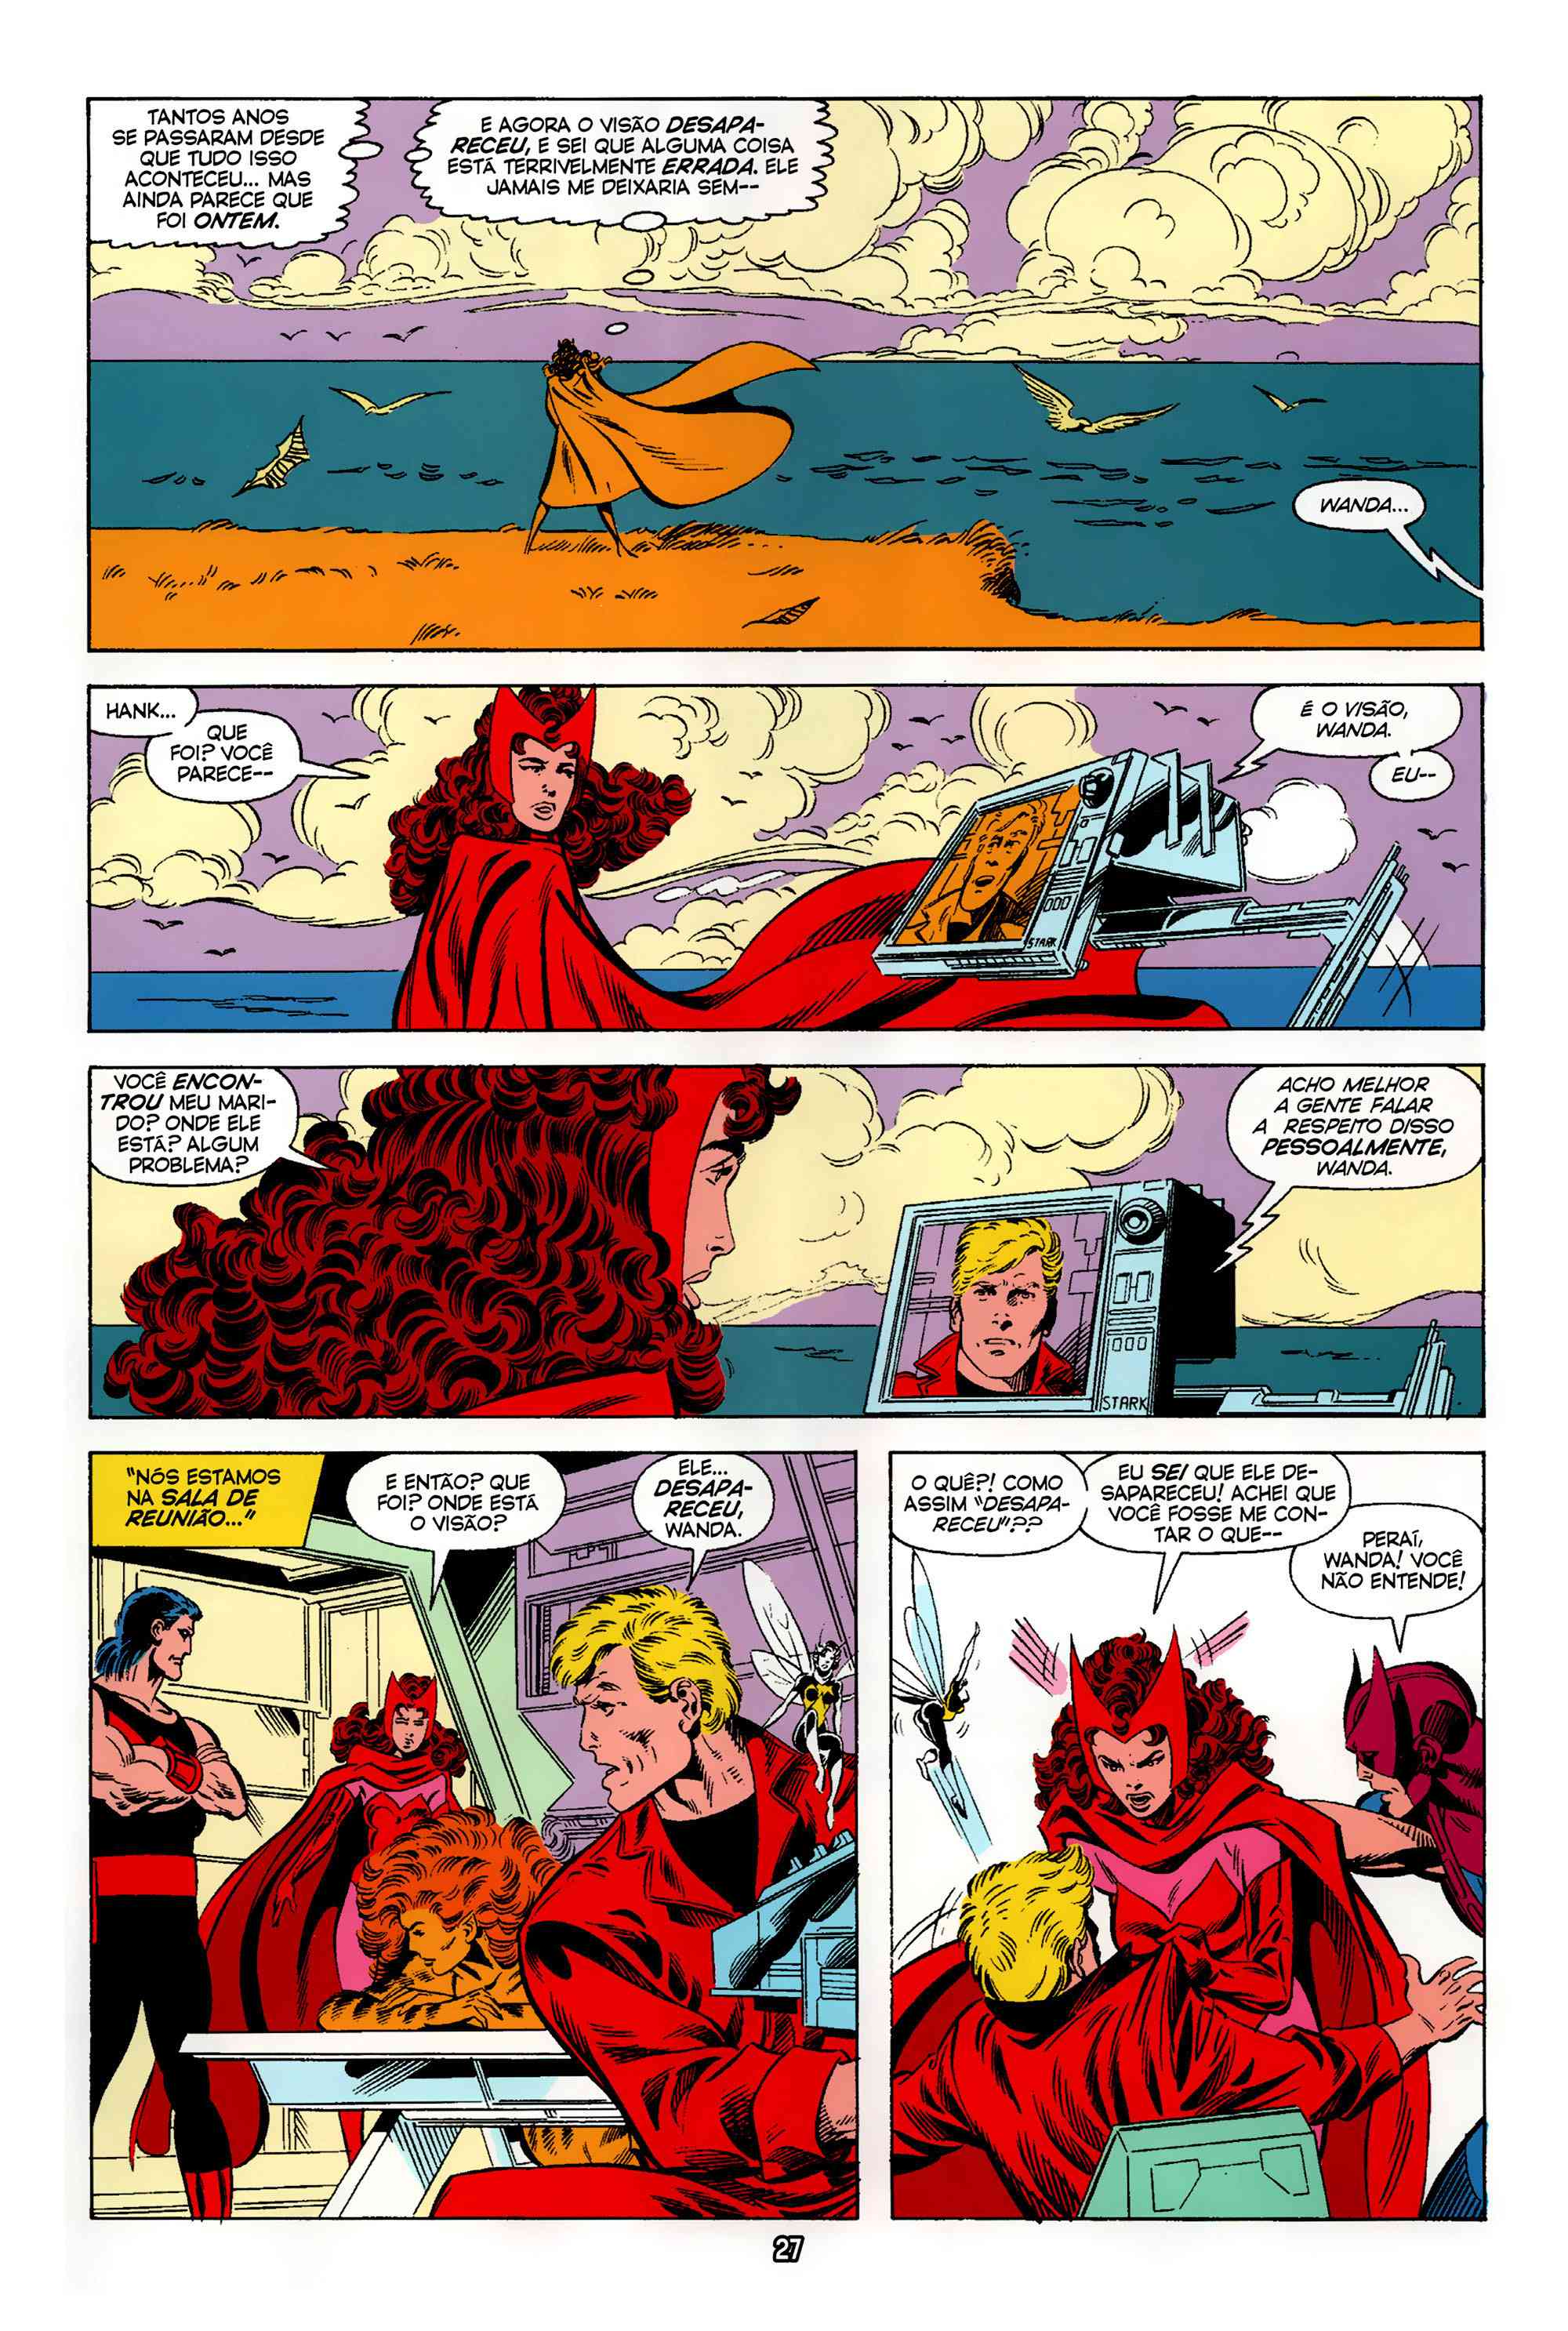 TANTOS ANOS
SE PASSARAM DESDE
QUE TUDO ISSO
ACONTECEU... MAS
AINDA PARECE QUE
FOI ONTEM.
E AGORA O VISÃO DESAPA-
RECEU, E SEI QUE ALGUMA COISA
ESTÁ TERRIVELMENTE ERRADA. ELE
JAMAIS ME DEIXARIA SEM--
WANDA...
HANK...
QUE
FOI? VOCÊ
PARECE--
É O VISÃO,
WANDA.
EU--
STARK
VOCÊ ENCON-
TROU MEU MARI-
DO? ONDE ELE
ESTÁ? ALGUM
PROBLEMA?
ACHO MELHOR
A GENTE FALAR
A RESPEITO DISSO
PESSOALMENTE,
WANDA.
STARK
"NÓS ESTAMOS
NA SALA DE
REUNIÃO..."
E ENTÃO? QUE
FOI? ONDE ESTÁ
O VISÃO?
ELE...
DESAPA-
RECEU,
WANDA.
O QUÊ?! COMO
ASSIM "DESAPA-
RECEU"??
EU SEI QUE ELE DE-
SAPARECEU! ACHEI QUE
VOCÊ FOSSE ME CON-
TAR O QUE--
PERAÍ,
WANDA! VOCÊ
NÃO ENTENDE!
27